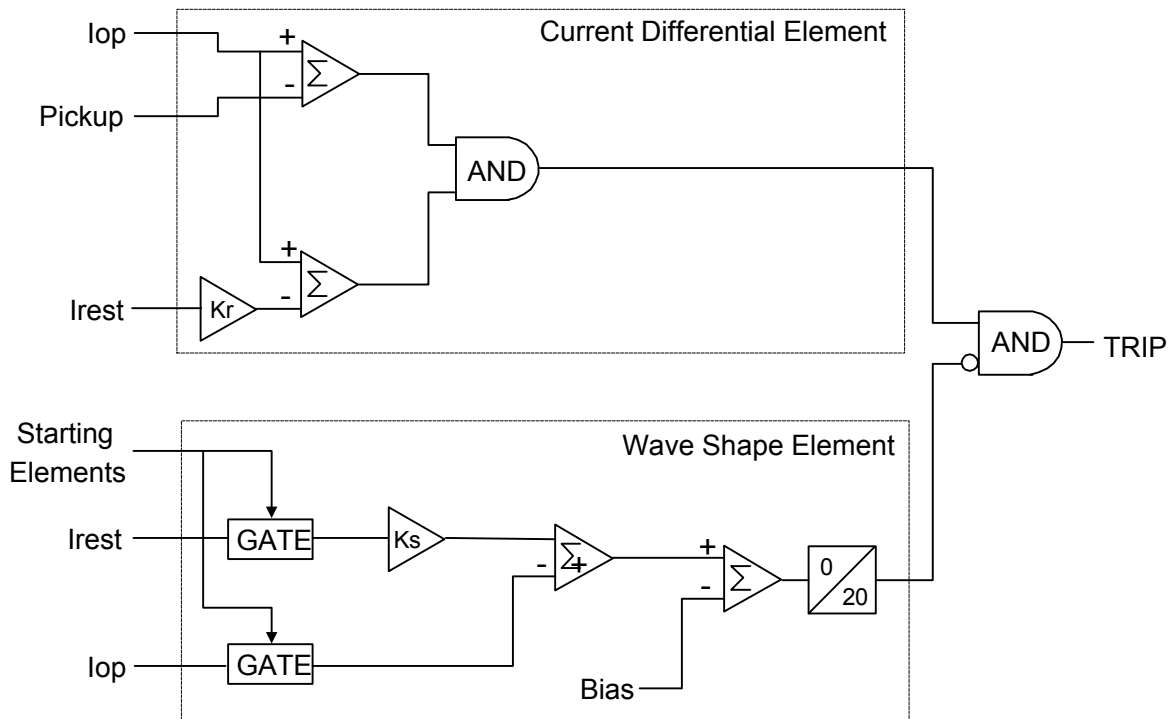 Iop
Current Differential Element
+
Σ
-
Pickup
AND
+
Σ
-
Irest
Kr
AND
TRIP
Starting
Elements
Wave Shape Element
Irest
GATE
Ks
Σ
+
-
+
Σ
-
0
20
Iop
GATE
Bias